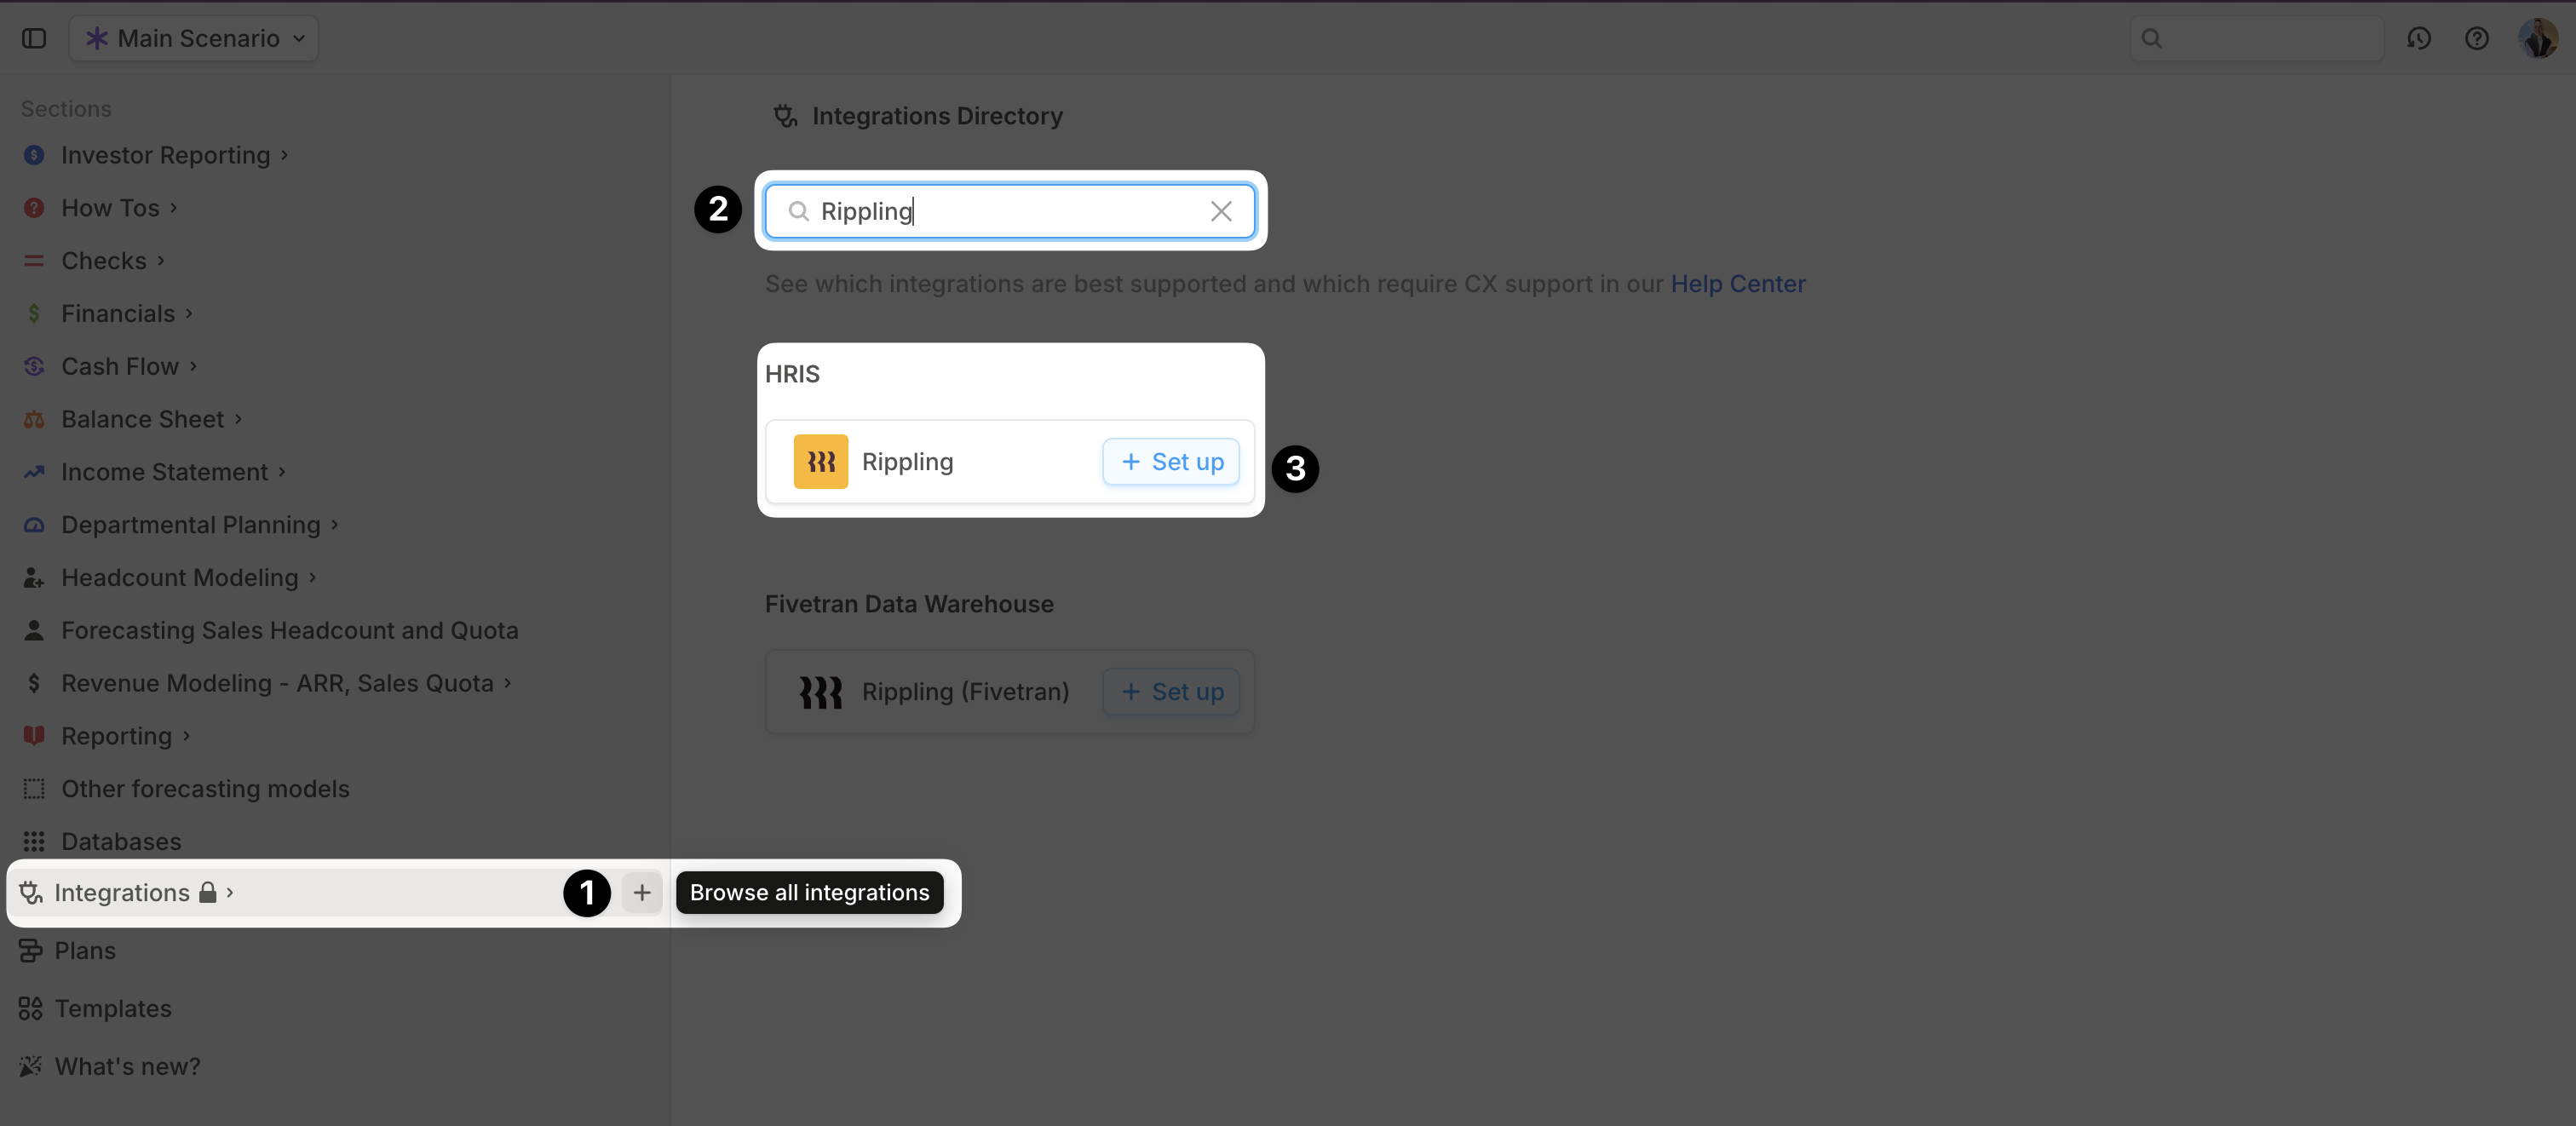 Main Scenario
Sections
Investor Reporting
How Tos
Checks
Financials
Cash Flow
Balance Sheet
Income Statement
Departmental Planning
Headcount Modeling
Forecasting Sales Headcount and Quota
Revenue Modeling - ARR, Sales Quota
Reporting
Other forecasting models
Databases
Integrations
1
+
Browse all integrations
Plans
Templates
What's new?
Integrations Directory
2
Rippling
See which integrations are best supported and which require CX support in our Help Center
HRIS
Rippling
+ Set up
3
Fivetran Data Warehouse
Rippling (Fivetran)
+ Set up